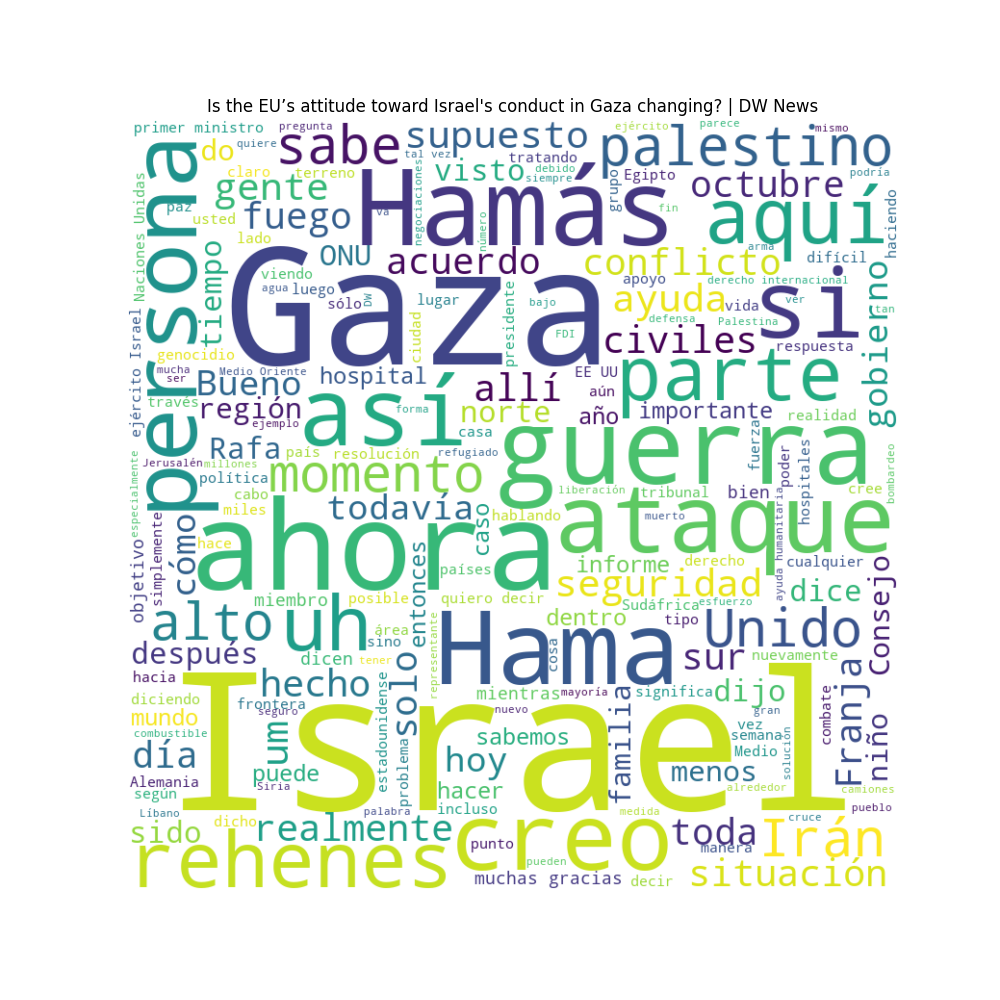 Is the EU’s attitude toward Israel's conduct in Gaza changing? | DW News
primer ministro
pregunta
quiere
do
sabe
supuesto
ejército
parece
mismo
palestino
podría
persona
claro
terreno
tal vez
tratando
visto
debido
siempre
Egipto
grupo
octubre
gente
Hamás
aquí
haciendo
Naciones Unidas
paz
usted
fuego
va
negociaciones
número
fin
lado
ONU
acuerdo
conflicto
arma
difícil
tiempo
viendo
Gaza
apoyo
derecho internacional
ver
tan
agua
luego
sólo
DW
lugar
presidente
bajo
ayuda
vida
si
gobierno
defensa
Palestina
ejército Israel
genocidio
ciudad
FDI
civiles
respuesta
mucha
ser
Medio Oriente
Bueno
hospital
allí
EE UU
aún
parte
través
región
ejemplo
así
forma
norte
año
importante
realidad
casa
Rafa
guerra
fuerza
hospitales
poder
Jerusalén
millones
país
resolución
refugiado
política
momento
liberación
tribunal
bien
cree
bombardeo
especialmente
cabo
miles
todavía
caso
hablando
ataque
muerto
ayuda humanitaria
objetivo
simplemente
cómo
hace
ahora
entonces
países
informe
derecho
cualquier
seguridad
dice
Consejo
miembro
posible
quiero decir
Sudáfrica
esfuerzo
alto
uh
área
sino
representante
dentro
tipo
Unido
después
dicen
tener
solo
Hama
cosa
sur
nuevamente
hacia
hecho
mientras
mayoría
significa
dijo
gran
Franja
niño
combate
diciendo
frontera
seguro
estadounidense
nuevo
familia
vez
mundo
combustible
um
Israel
sabemos
semana
día
hoy
Medio
solución
Alemania
Siria
puede
problema
hacer
menos
según
incluso
alrededor
camiones
Líbano
dicho
palabra
medida
pueblo
cruce
sido
realmente
creo
toda
Irán
punto
manera
rehenes
pueden
muchas gracias
decir
situación